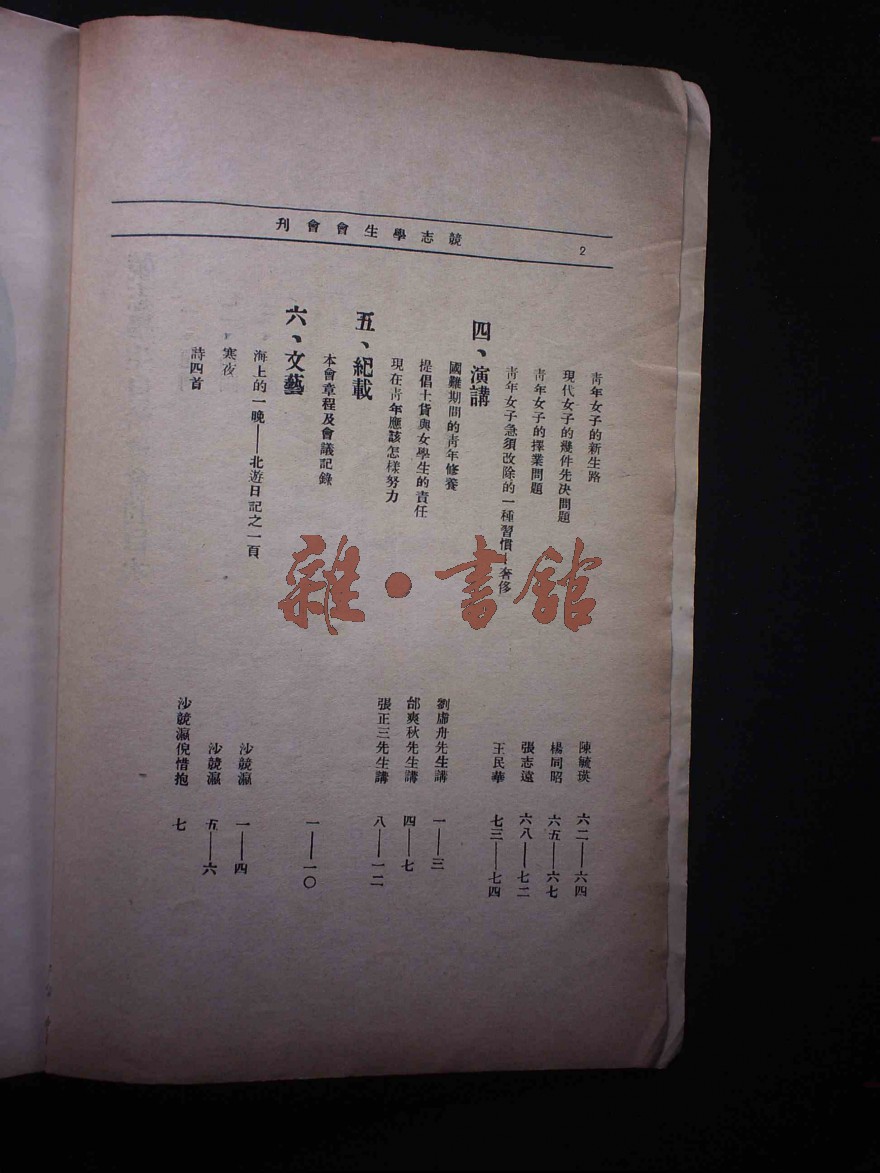 競志學生會會刊
2
青年女子的新生路 陳毓瑛 六二——六四
現代女子的幾件先決問題 楊同昭 六五——六七
青年女子的擇業問題 張志遠 六八——七二
青年女子急須改除的一種習慣——奢侈 王民華 七三——七四
四、演講
國難期間的青年修養 劉虛舟先生講 一——三
提倡土貨與女學生的責任 邰爽秋先生講 四——七
現在青年應該怎樣努力 張正三先生講 八——一二
五、紀載
本會章程及會議記錄 一——一〇
六、文藝
海上的一晚——北遊日記之一頁 沙競瀛 一——四
寒夜 沙競瀛 五——六
詩四首 沙競瀛倪惜抱 七
雜·書館